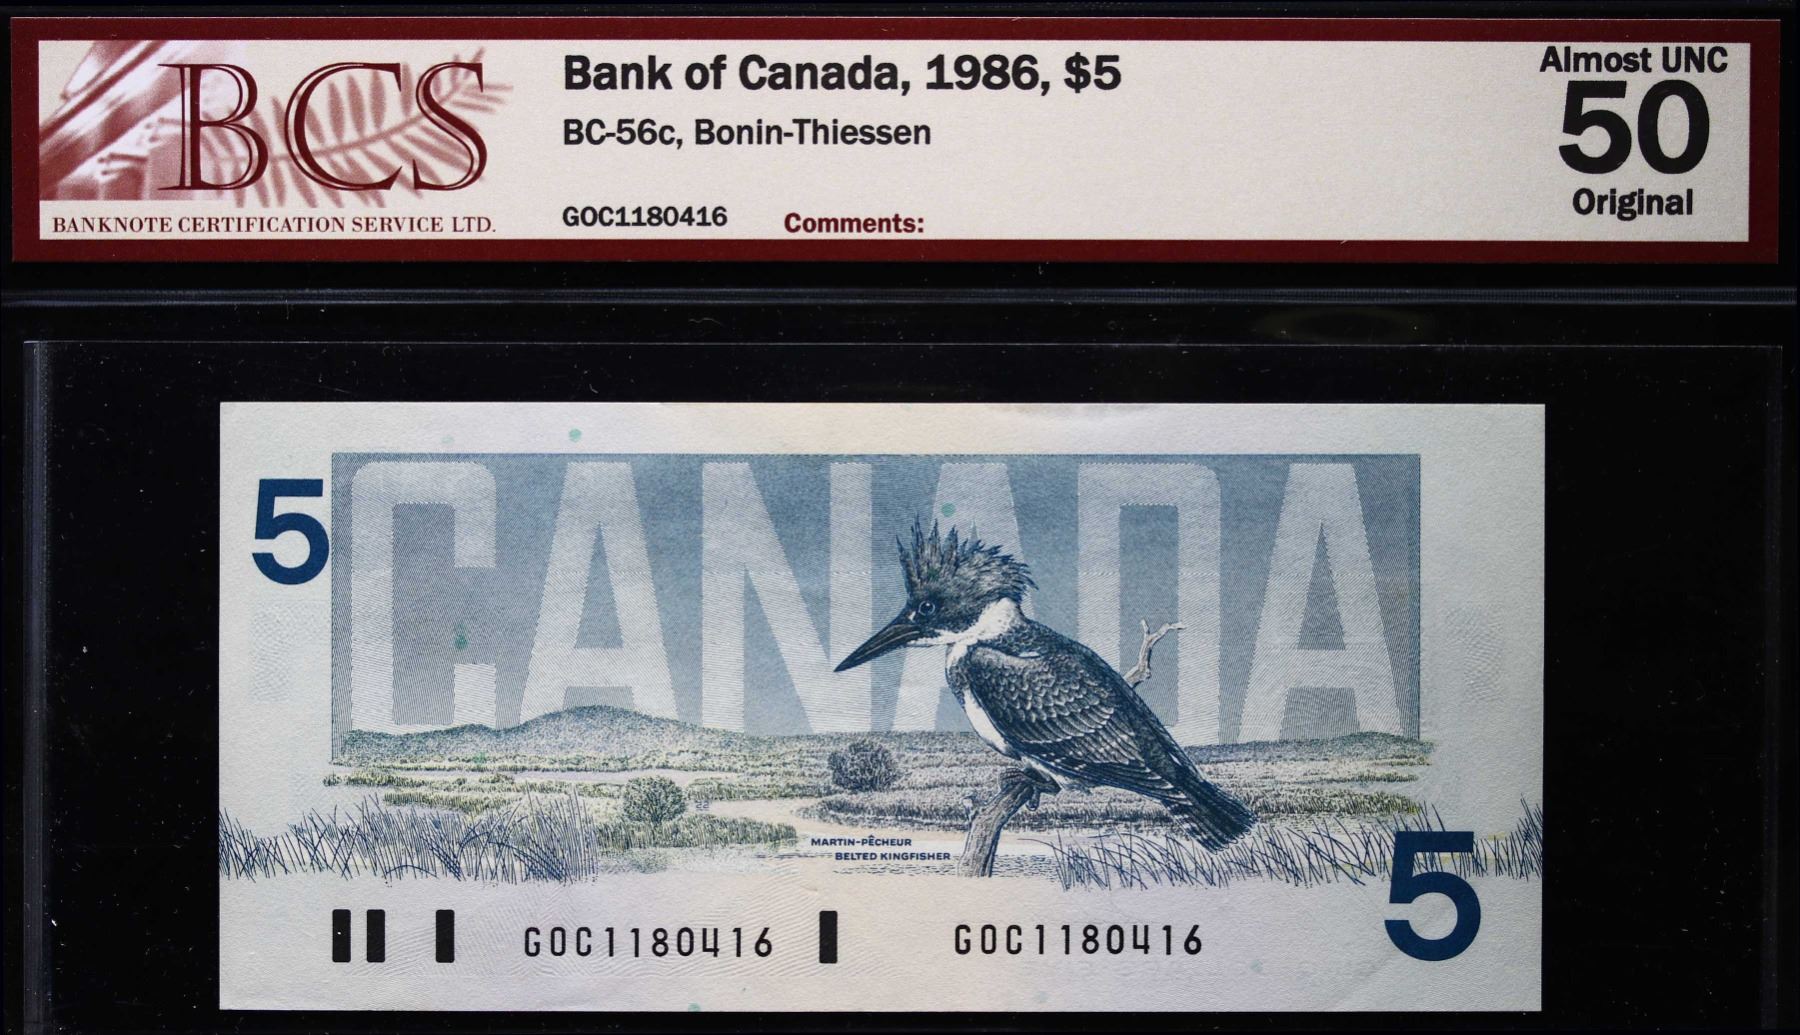 BCS
BANKNOTE CERTIFICATION SERVICE LTD.
Bank of Canada, 1986, $5
BC-56c, Bonin-Thiessen
GOC1180416
Comments:
Almost UNC
50
Original
5
CANADA
MARTIN-PÊCHEUR
BELTED KINGFISHER
5
GOC1180416
GOC1180416